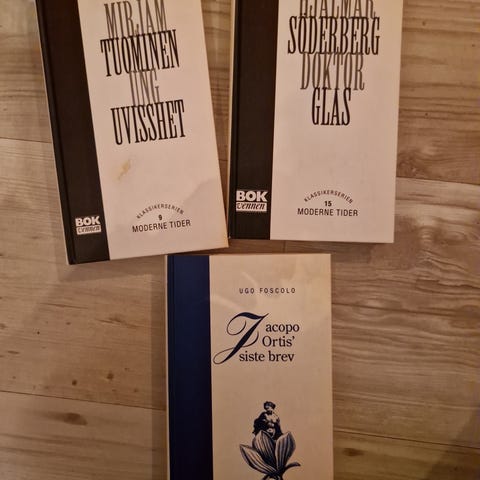 MIRJAM
TUOMINEN
UNG
UVISSHET
BOK
vennen
KLASSIKERSERIEN
9
MODERNE TIDER
HJALMAR
SÖDERBERG
DOKTOR
GLAS
BOK
vennen
KLASSIKERSERIEN
15
MODERNE TIDER
UGO FOSCOLO
Jacopo
Ortis'
siste brev